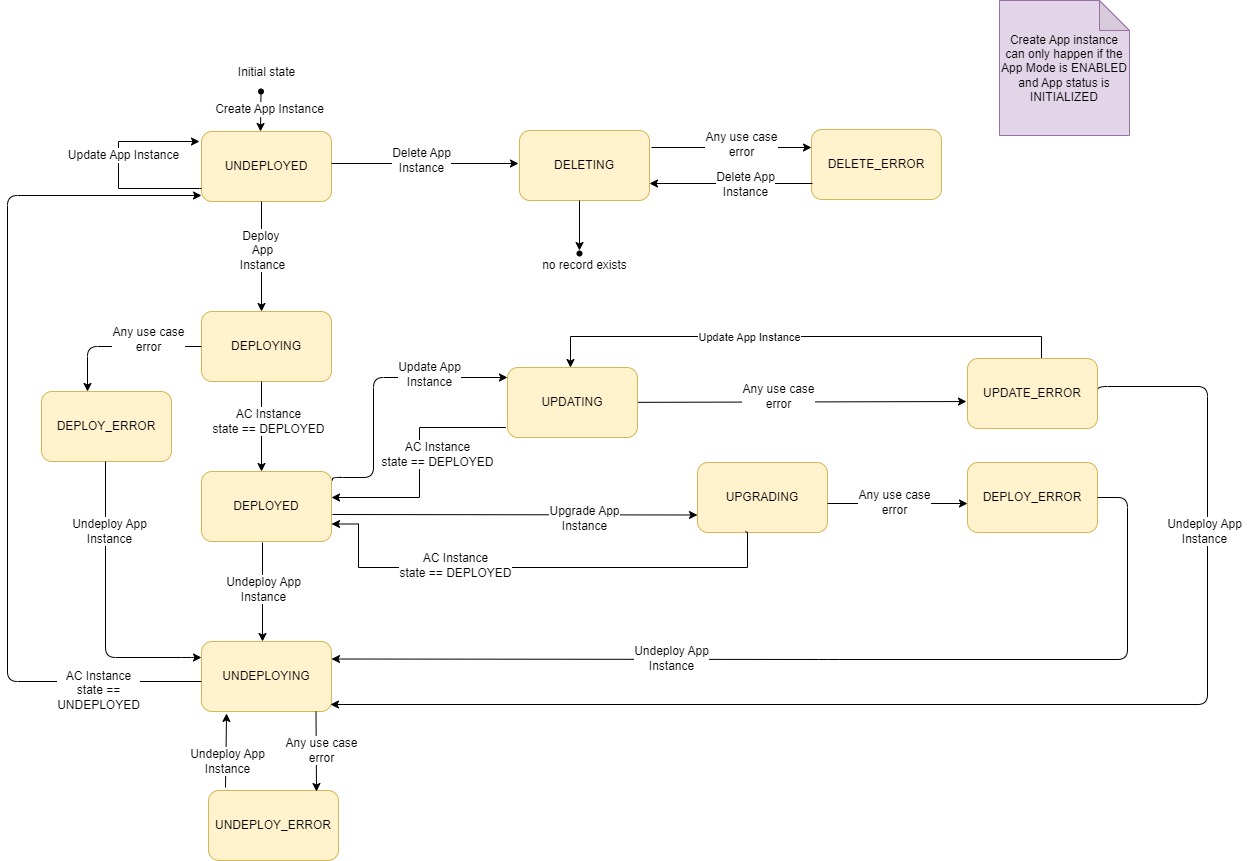 Create App instance
can only happen if the
App Mode is ENABLED
and App status is
INITIALIZED
Initial state
Create App Instance
Update App Instance
UNDEPLOYED
Delete App
Instance
DELETING
Any use case
error
DELETE_ERROR
Delete App
Instance
no record exists
Deploy
App
Instance
DEPLOYING
Any use case
error
DEPLOY_ERROR
AC Instance
state == DEPLOYED
Update App
Instance
UPDATING
Update App Instance
Any use case
error
UPDATE_ERROR
AC Instance
state == DEPLOYED
DEPLOYED
Upgrade App
Instance
UPGRADING
Any use case
error
DEPLOY_ERROR
AC Instance
state == DEPLOYED
Undeploy App
Instance
Undeploy App
Instance
Undeploy App
Instance
Undeploy App
Instance
UNDEPLOYING
AC Instance
state ==
UNDEPLOYED
Undeploy App
Instance
Any use case
error
UNDEPLOY_ERROR